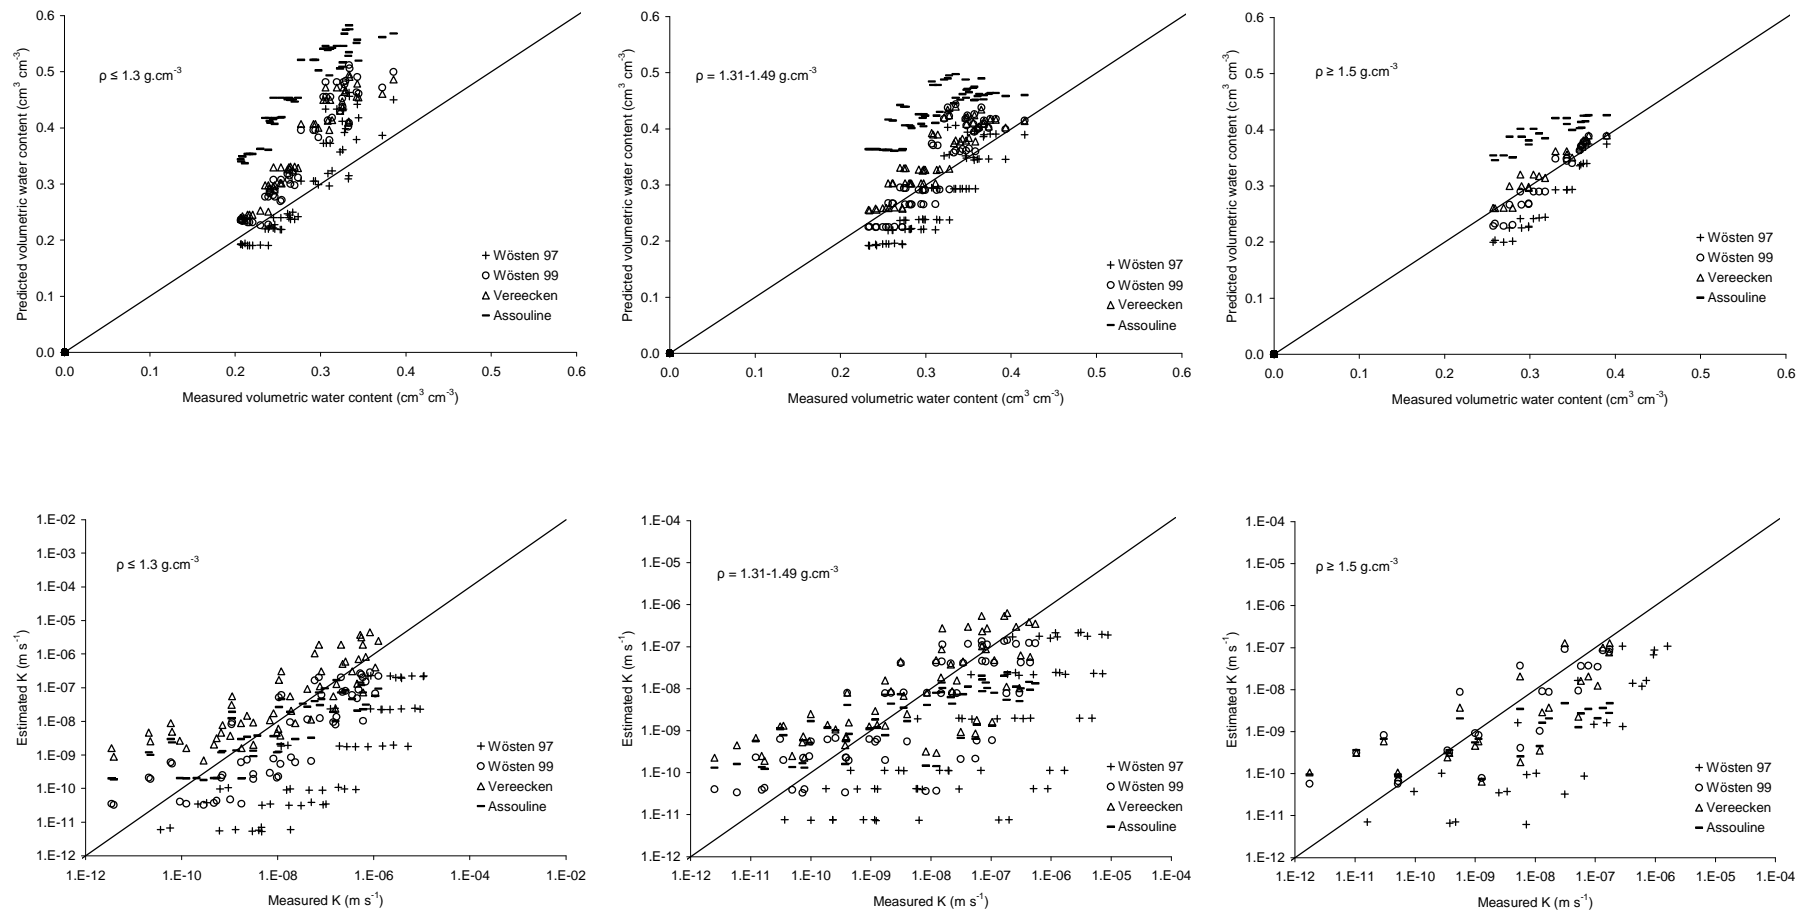 0.6
0.5
0.4
0.3
0.2
0.1
0.0
0.0 0.1 0.2 0.3 0.4 0.5 0.6
Predicted volumetric water content (cm³ cm⁻³)
Measured volumetric water content (cm³ cm⁻³)
ρ ≤ 1.3 g.cm⁻³
Wösten 97
Wösten 99
Vereecken
Assouline
0.6
0.5
0.4
0.3
0.2
0.1
0.0
0.0 0.1 0.2 0.3 0.4 0.5 0.6
Predicted volumetric water content (cm³ cm⁻³)
Measured volumetric water content (cm³ cm⁻³)
ρ = 1.31-1.49 g.cm⁻³
Wösten 97
Wösten 99
Vereecken
Assouline
0.6
0.5
0.4
0.3
0.2
0.1
0.0
0.0 0.1 0.2 0.3 0.4 0.5 0.6
Predicted volumetric water content (cm³ cm⁻³)
Measured volumetric water content (cm³ cm⁻³)
ρ ≥ 1.5 g.cm⁻³
Wösten 97
Wösten 99
Vereecken
Assouline
1.E-02
1.E-03
1.E-04
1.E-05
1.E-06
1.E-07
1.E-08
1.E-09
1.E-10
1.E-11
1.E-12
1.E-12 1.E-10 1.E-08 1.E-06 1.E-04 1.E-02
Estimated K (m s⁻¹)
Measured K (m s⁻¹)
ρ ≤ 1.3 g.cm⁻³
Wösten 97
Wösten 99
Vereecken
Assouline
1.E-04
1.E-05
1.E-06
1.E-07
1.E-08
1.E-09
1.E-10
1.E-11
1.E-12
1.E-12 1.E-11 1.E-10 1.E-09 1.E-08 1.E-07 1.E-06 1.E-05 1.E-04
Estimated K (m s⁻¹)
Measured K (m s⁻¹)
ρ = 1.31-1.49 g.cm⁻³
Wösten 97
Wösten 99
Vereecken
Assouline
1.E-04
1.E-05
1.E-06
1.E-07
1.E-08
1.E-09
1.E-10
1.E-11
1.E-12
1.E-12 1.E-11 1.E-10 1.E-09 1.E-08 1.E-07 1.E-06 1.E-05 1.E-04
Estimated K (m s⁻¹)
Measured K (m s⁻¹)
ρ ≥ 1.5 g.cm⁻³
Wösten 97
Wösten 99
Vereecken
Assouline